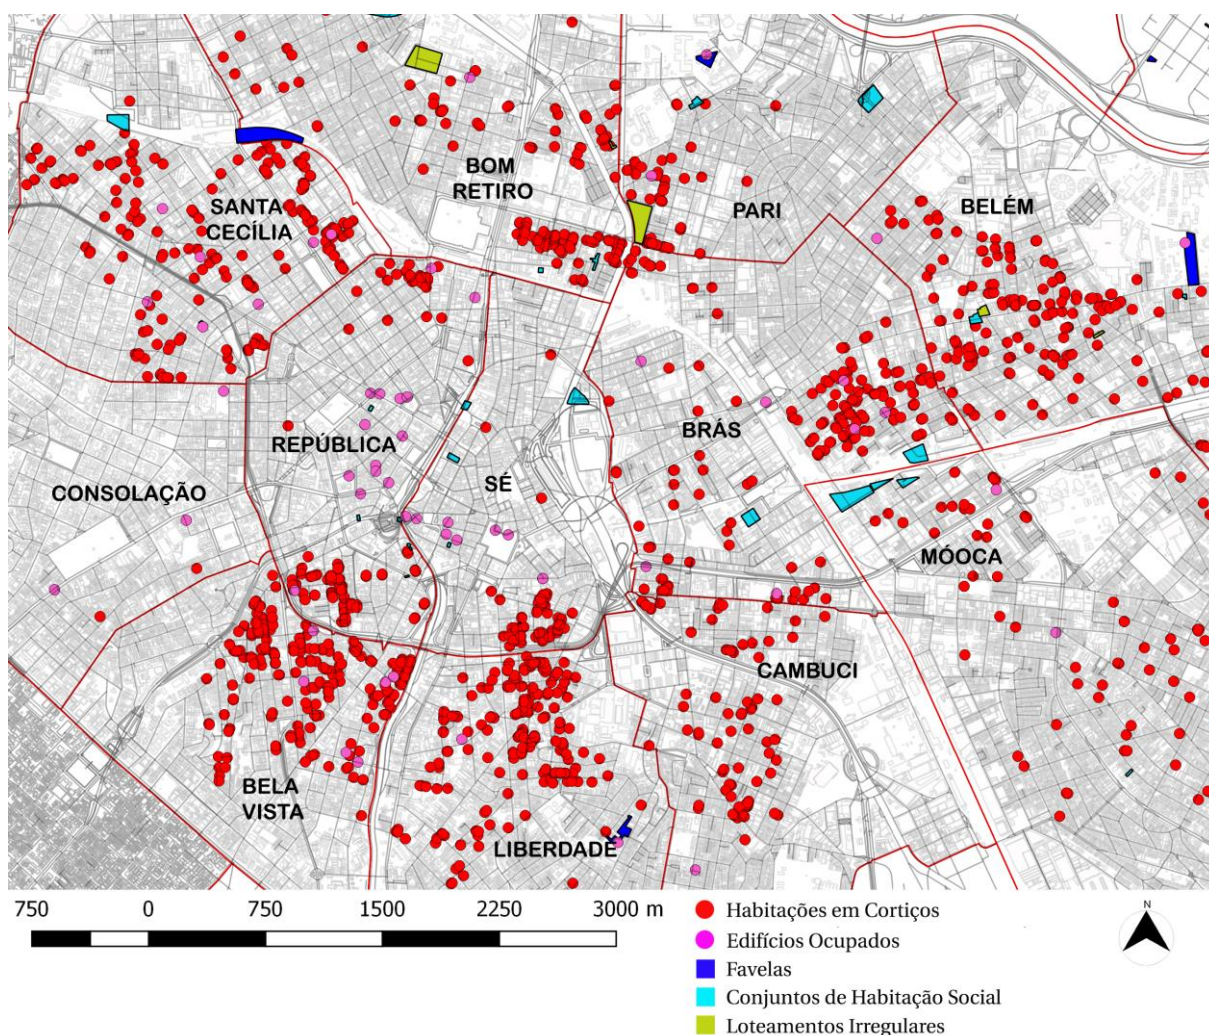 BOM
RETIRO
SANTA
CECÍLIA
PARI
BELÉM
REPÚBLICA
BRÁS
CONSOLAÇÃO
SÉ
MÓOCA
CAMBUCI
BELA
VISTA
LIBERDADE
750 0 750 1500 2250 3000 m
N
Habitações em Cortiços
Edifícios Ocupados
Favelas
Conjuntos de Habitação Social
Loteamentos Irregulares